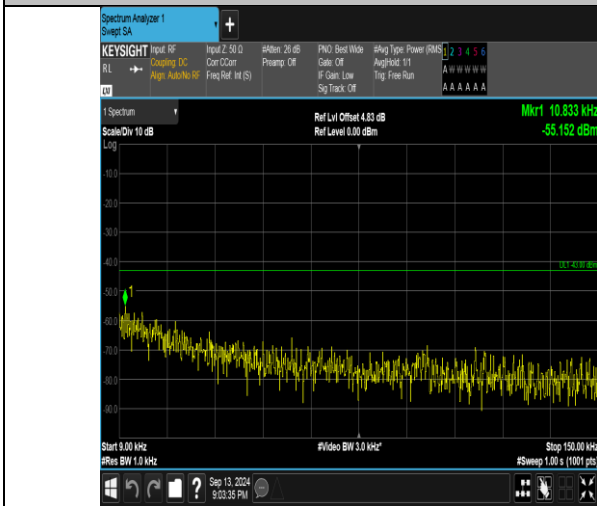 Spectrum Analyzer 1
Swept SA
+
KEYSIGHT
RL
Input: RF
Coupling: DC
Align: Auto/No RF
Input Z: 50 Ω
Corr CCorr
Freq Ref: Int (S)
#Atten: 26 dB
Preamp: Off
PNO: Best Wide
Gate: Off
IF Gain: Low
Sig Track: Off
#Avg Type: Power (RMS
Avg|Hold: 1/1
Trig: Free Run
1 2 3 4 5 6
A W W W W W
A A A A A A
1 Spectrum
Scale/Div 10 dB
Ref Lvl Offset 4.83 dB
Ref Level 0.00 dBm
Mkr1 10.833 kHz
-55.152 dBm
Log
-10.0
-20.0
-30.0
-40.0
DL1 -43.00 dBm
-50.0
1
-60.0
-70.0
-80.0
-90.0
Start 9.00 kHz
#Res BW 1.0 kHz
#Video BW 3.0 kHz*
Stop 150.00 kHz
#Sweep 1.00 s (1001 pts)
?
Sep 13, 2024
9:03:35 PM